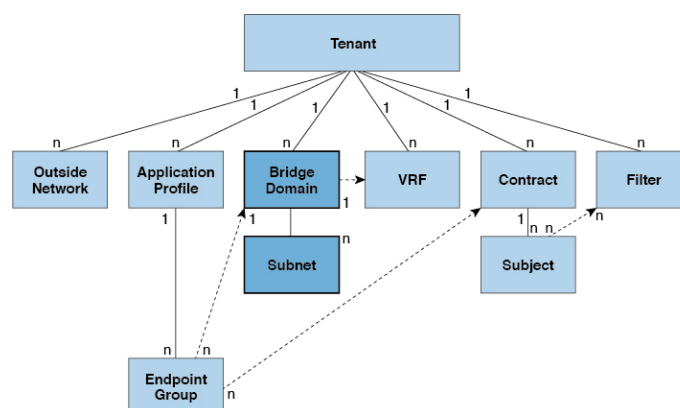 Tenant
1
1
1
1
1
1
n
n
n
n
n
n
Outside
Network
Application
Profile
Bridge
Domain
VRF
Contract
Filter
1
1
1
1
n
n
n
n
Subnet
Subject
n
n
n
Endpoint
Group